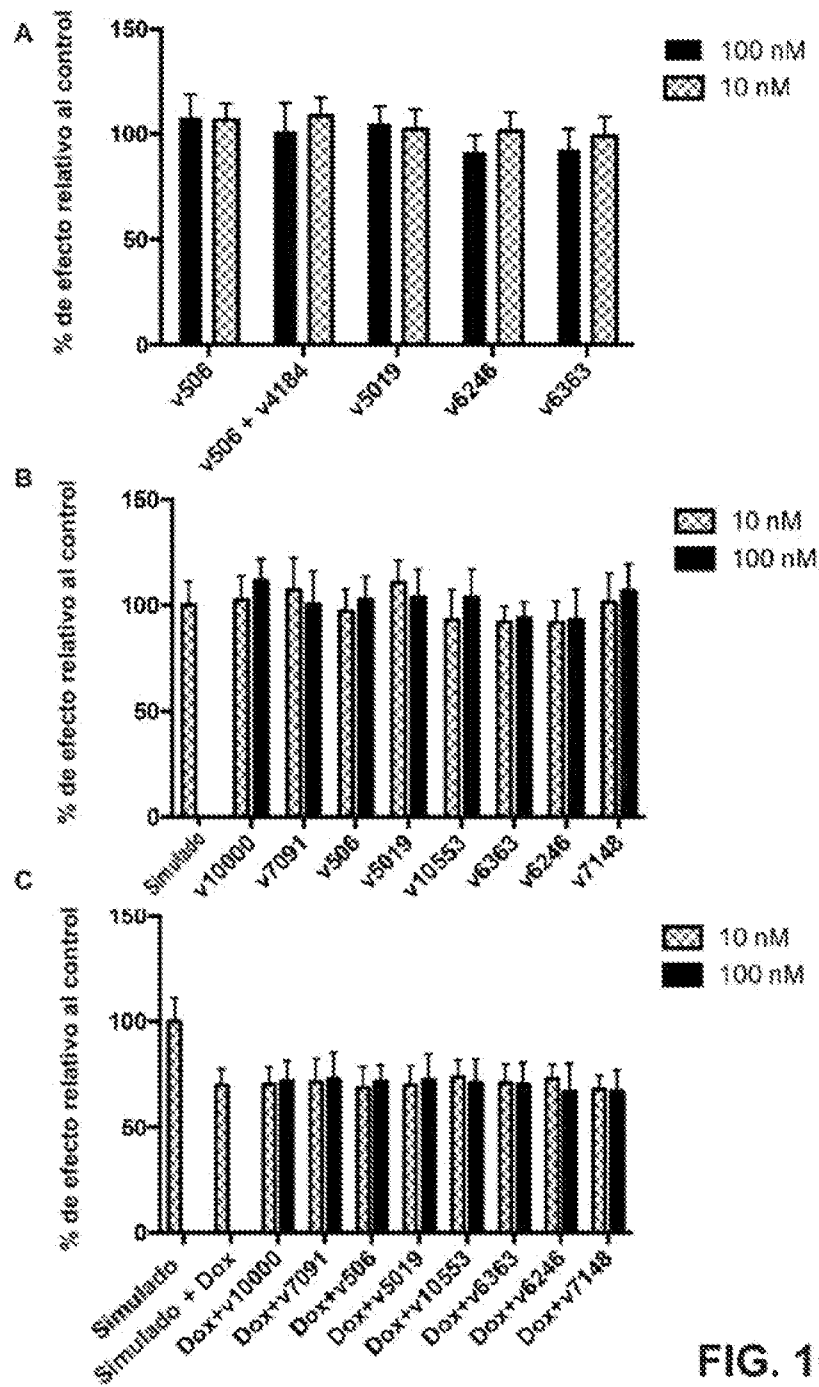 A
% de efecto relativo al control
150
100
50
0
100 nM
10 nM
v506
v506 + v4184
v5019
v6246
v6363
B
% de efecto relativo al control
150
100
50
0
10 nM
100 nM
Simulado
v10000
v7091
v506
v5019
v10553
v6363
v6246
v7148
C
% de efecto relativo al control
150
100
50
0
10 nM
100 nM
Simulado
Simulado + Dox
Dox+v10000
Dox+v7091
Dox+v506
Dox+v5019
Dox+v10553
Dox+v6363
Dox+v6246
Dox+v7148
FIG. 1